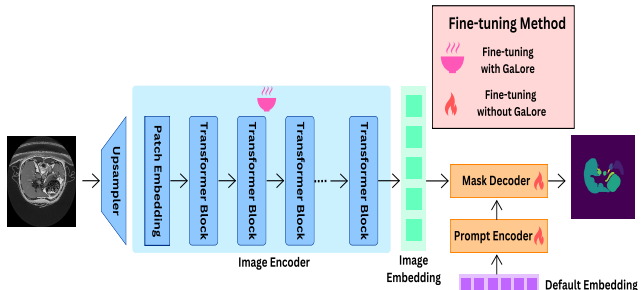 Fine-tuning Method
Fine-tuning
with GaLore
Fine-tuning
without GaLore
Upsampler
Patch Embedding
Transformer Block
Transformer Block
Transformer Block
.....
Transformer Block
Image Encoder
Image
Embedding
Mask Decoder
Prompt Encoder
Default Embedding